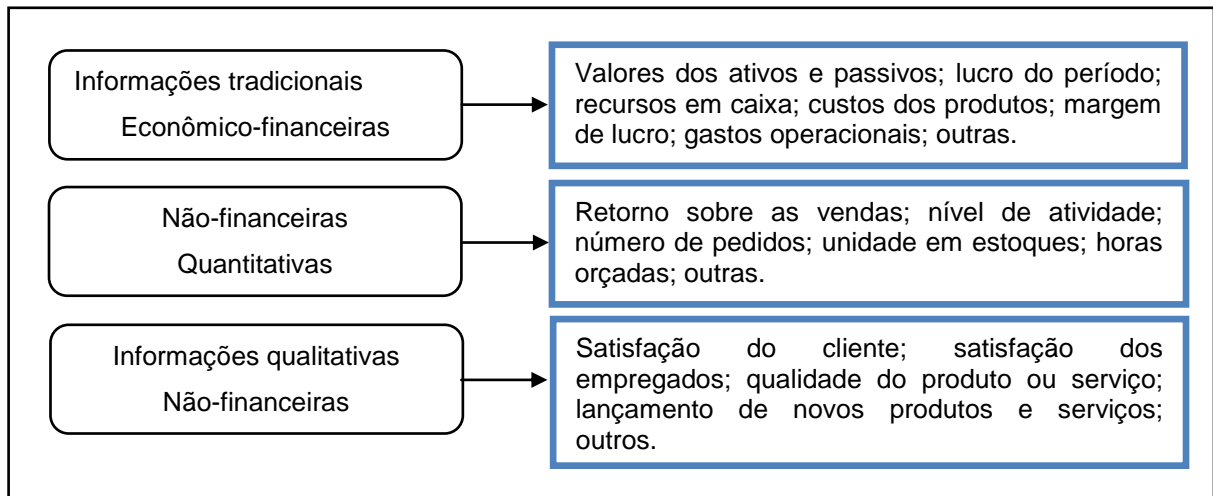 Informações tradicionais
Econômico-financeiras
Valores dos ativos e passivos; lucro do período;
recursos em caixa; custos dos produtos; margem
de lucro; gastos operacionais; outras.
Não-financeiras
Quantitativas
Retorno sobre as vendas; nível de atividade;
número de pedidos; unidade em estoques; horas
orçadas; outras.
Informações qualitativas
Não-financeiras
Satisfação do cliente; satisfação dos
empregados; qualidade do produto ou serviço;
lançamento de novos produtos e serviços;
outros.